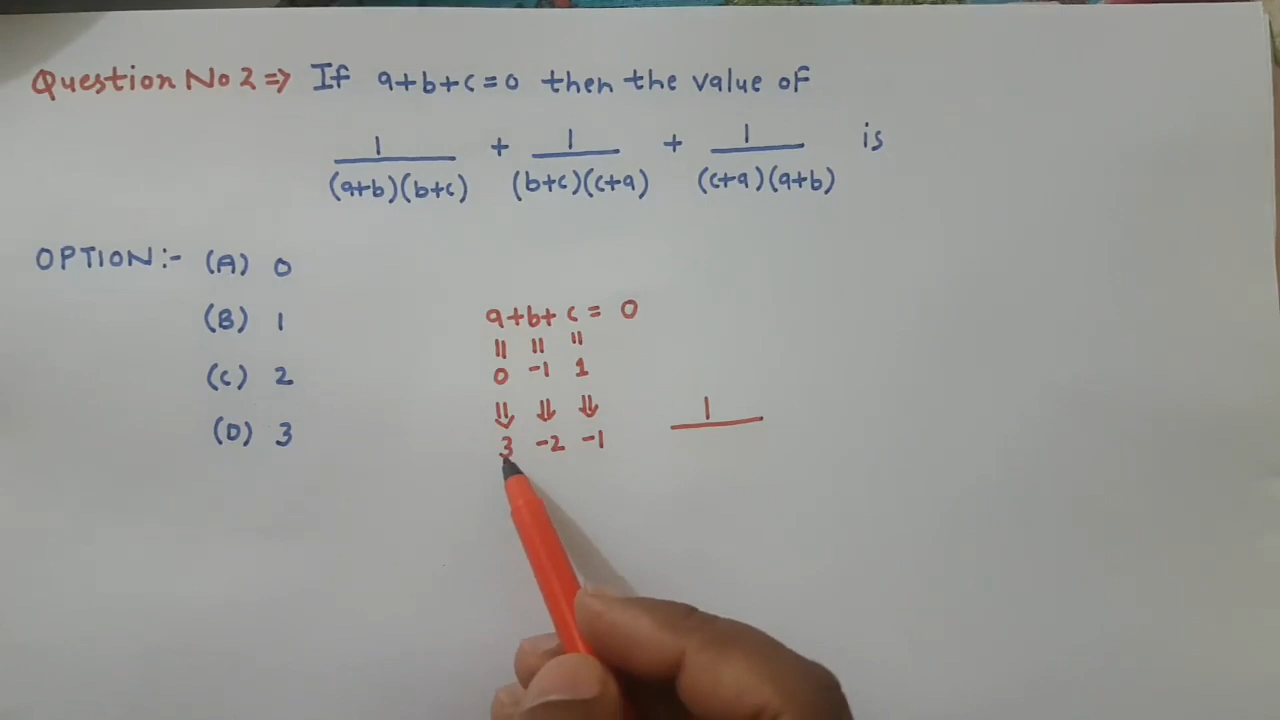 Question No 2 ⇒ If a+b+c=0 then the value of
1/(a+b)(b+c) + 1/(b+c)(c+a) + 1/(c+a)(a+b) is
OPTION:- (A) 0
(B) 1
(C) 2
(D) 3
a+b+c = 0
|| || ||
0 -1 1
⇓ ⇓ ⇓
3 -2 -1
1